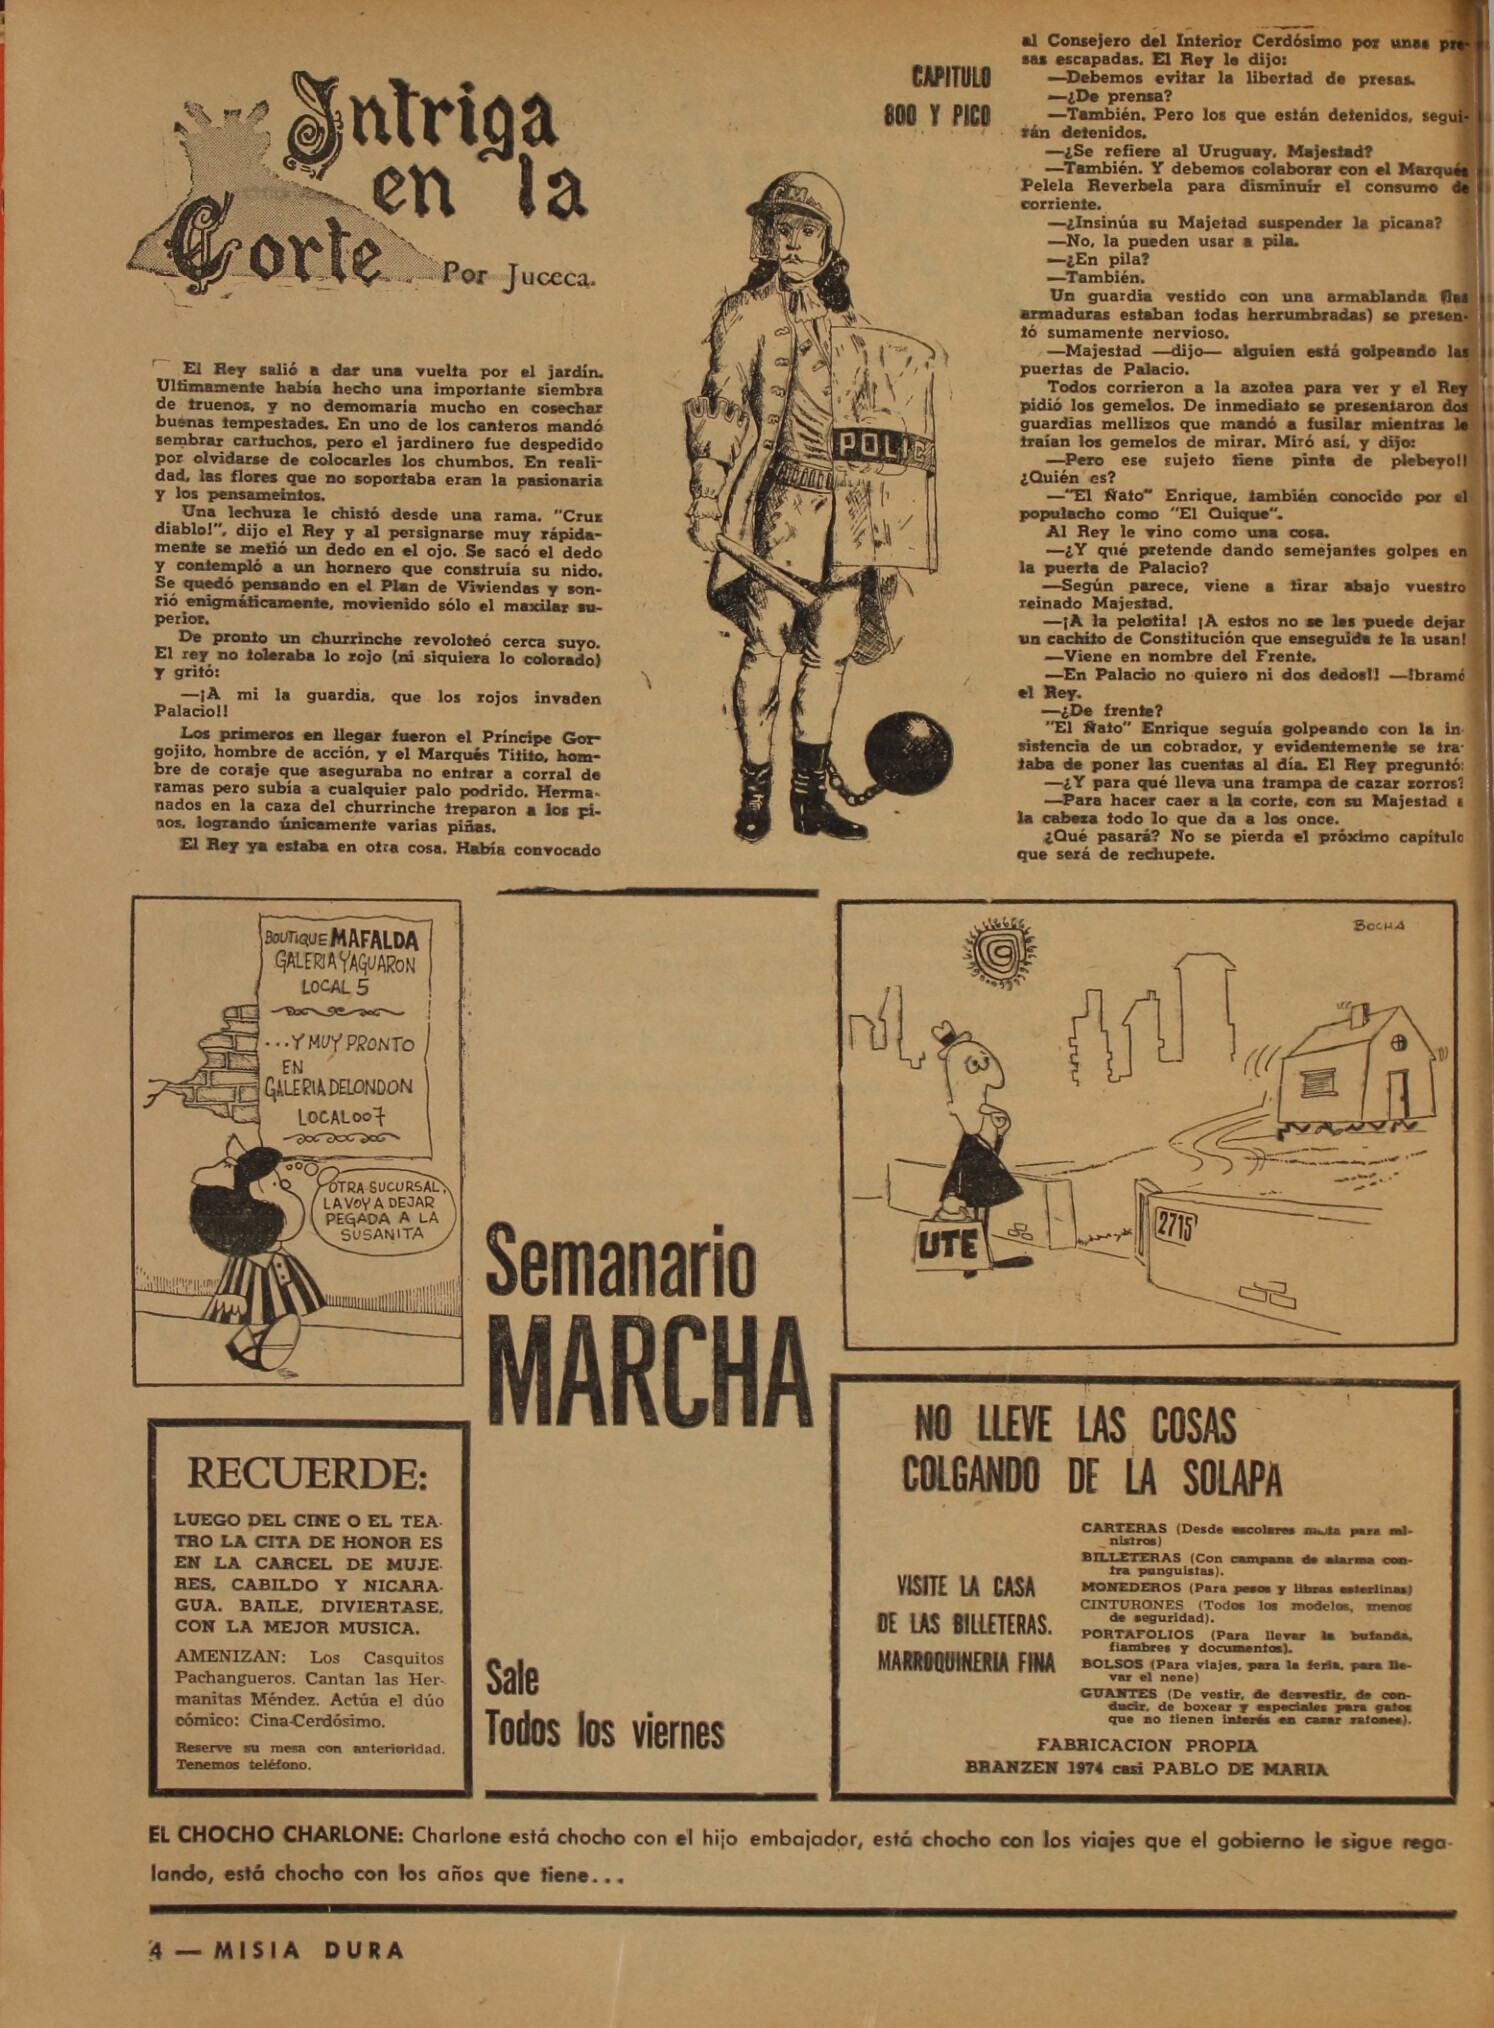 Intriga
en la
Corte
Por Juceca.
CAPITULO
800 Y PICO
El Rey salió a dar una vuelta por el jardín.
Ultimamente había hecho una importante siembra
de truenos, y no demomaría mucho en cosechar
buenas tempestades. En uno de los canteros mandó
sembrar cartuchos, pero el jardinero fue despedido
por olvidarse de colocarles los chumbos. En reali-
dad, las flores que no soportaba eran la pasionaria
y los pensameintos.
Una lechuza le chistó desde una rama. "Cruz
diablo!", dijo el Rey y al persignarse muy rápida-
mente se metió un dedo en el ojo. Se sacó el dedo
y contempló a un hornero que construía su nido.
Se quedó pensando en el Plan de Viviendas y son-
rió enigmáticamente, movienido sólo el maxilar su-
perior.
De pronto un churrinche revoloteó cerca suyo.
El rey no toleraba lo rojo (ni siquiera lo colorado)
y gritó:
—¡A mi la guardia, que los rojos invaden
Palacio!!
Los primeros en llegar fueron el Príncipe Gor-
gojito, hombre de acción, y el Marqués Titito, hom-
bre de coraje que aseguraba no entrar a corral de
ramas pero subía a cualquier palo podrido. Herma-
nados en la caza del churrinche treparon a los pi-
nos, logrando únicamente varias piñas.
El Rey ya estaba en otra cosa. Había convocado
al Consejero del Interior Cerdósimo por unas pre-
sas escapadas. El Rey le dijo:
—Debemos evitar la libertad de presas.
—¿De prensa?
—También. Pero los que están detenidos, segui-
rán detenidos.
—¿Se refiere al Uruguay, Majestad?
—También. Y debemos colaborar con el Marqués
Pelela Reverbela para disminuír el consumo de
corriente.
—¿Insinúa su Majetad suspender la picana?
—No, la pueden usar a pila.
—¿En pila?
—También.
Un guardia vestido con una armablanda (las
armaduras estaban todas herrumbradas) se presen-
tó sumamente nervioso.
—Majestad —dijo— alguien está golpeando las
puertas de Palacio.
Todos corrieron a la azotea para ver y el Rey
pidió los gemelos. De inmediato se presentaron dos
guardias mellizos que mandó a fusilar mientras le
traían los gemelos de mirar. Miró así, y dijo:
—Pero ese sujeto tiene pinta de plebeyo!!
¿Quién es?
—"El Ñato" Enrique, también conocido por el
populacho como "El Quique".
Al Rey le vino como una cosa.
—¿Y qué pretende dando semejantes golpes en
la puerta de Palacio?
—Según parece, viene a tirar abajo vuestro
reinado Majestad.
—¡A la pelotita! ¡A estos no se les puede dejar
un cachito de Constitución que enseguida te la usan!
—Viene en nombre del Frente.
—En Palacio no quiero ni dos dedos!! —!bramó
el Rey.
—¿De frente?
"El Ñato" Enrique seguía golpeando con la in-
sistencia de un cobrador, y evidentemente se tra-
taba de poner las cuentas al día. El Rey preguntó:
—¿Y para qué lleva una trampa de cazar zorros?
—Para hacer caer a la corte, con su Majestad a
la cabeza todo lo que da a los once.
¿Qué pasará? No se pierda el próximo capítulo
que será de rechupete.
CM
POLIC
BOUTIQUE MAFALDA
GALERIA YAGUARON
LOCAL 5
...Y MUY PRONTO
EN
GALERIA DELONDON
LOCAL 007
OTRA SUCURSAL,
LA VOY A DEJAR
PEGADA A LA
SUSANITA
Semanario
MARCHA
Sale
Todos los viernes
BOCHA
UTE
2715
RECUERDE:
LUEGO DEL CINE O EL TEA-
TRO LA CITA DE HONOR ES
EN LA CARCEL DE MUJE-
RES, CABILDO Y NICARA-
GUA. BAILE, DIVIERTASE,
CON LA MEJOR MUSICA.
AMENIZAN: Los Casquitos
Pachangueros. Cantan las Her-
manitas Méndez. Actúa el dúo
cómico: Cina-Cerdósimo.
Reserve su mesa con anterioridad.
Tenemos teléfono.
NO LLEVE LAS COSAS
COLGANDO DE LA SOLAPA
VISITE LA CASA
DE LAS BILLETERAS.
MARROQUINERIA FINA
CARTERAS (Desde escolares hasta para mi-
nistros)
BILLETERAS (Con campana de alarma con-
tra punguistas).
MONEDEROS (Para pesos y libras esterlinas)
CINTURONES (Todos los modelos, menos
de seguridad).
PORTAFOLIOS (Para llevar la bufanda,
fiambres y documentos).
BOLSOS (Para viajes, para la feria, para lle-
var el nene)
GUANTES (De vestir, de desvestir, de con-
ducir, de boxear y especiales para gatos
que no tienen interés en cazar ratones).
FABRICACION PROPIA
BRANZEN 1974 casi PABLO DE MARIA
EL CHOCHO CHARLONE: Charlone está chocho con el hijo embajador, está chocho con los viajes que el gobierno le sigue rega-
lando, está chocho con los años que tiene...
4 — MISIA DURA